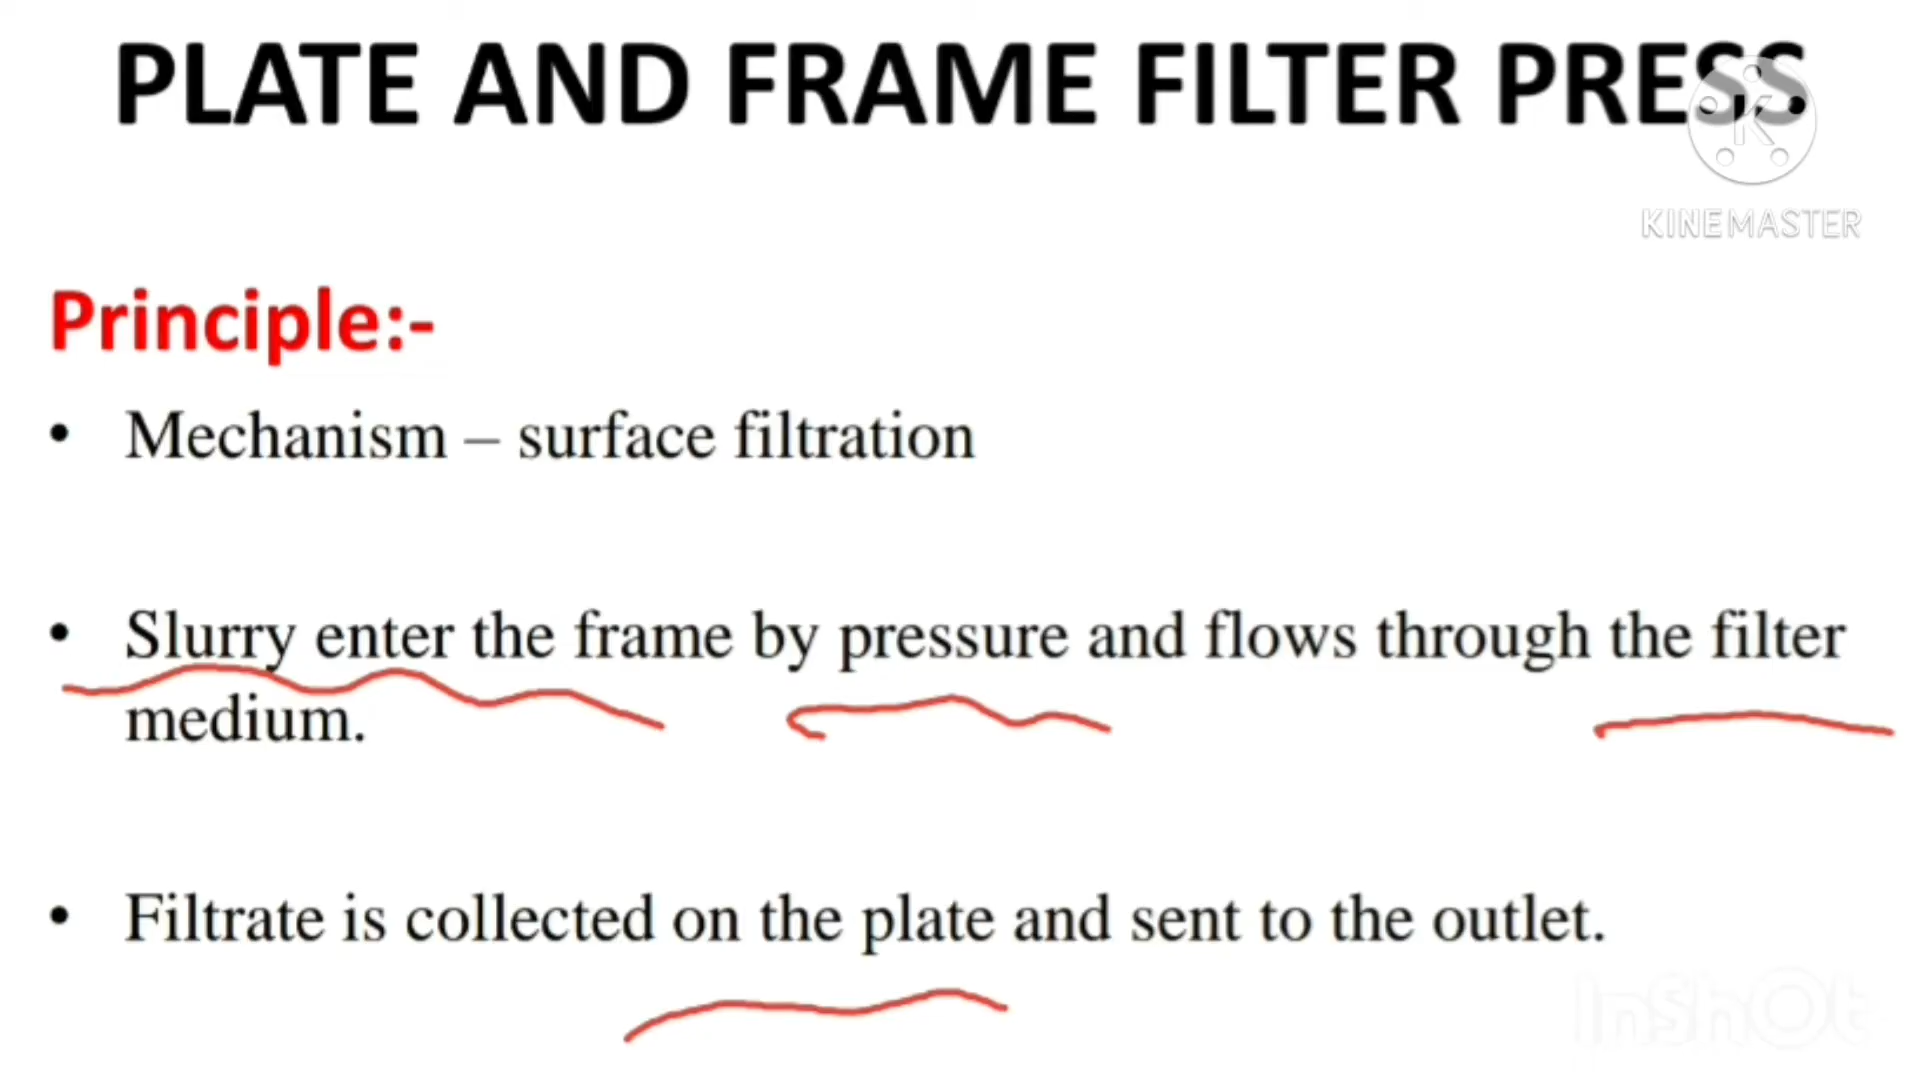 PLATE AND FRAME FILTER PRESS
K
KINEMASTER
Principle:-
• Mechanism – surface filtration
• Slurry enter the frame by pressure and flows through the filter
medium.
• Filtrate is collected on the plate and sent to the outlet.
InShOt